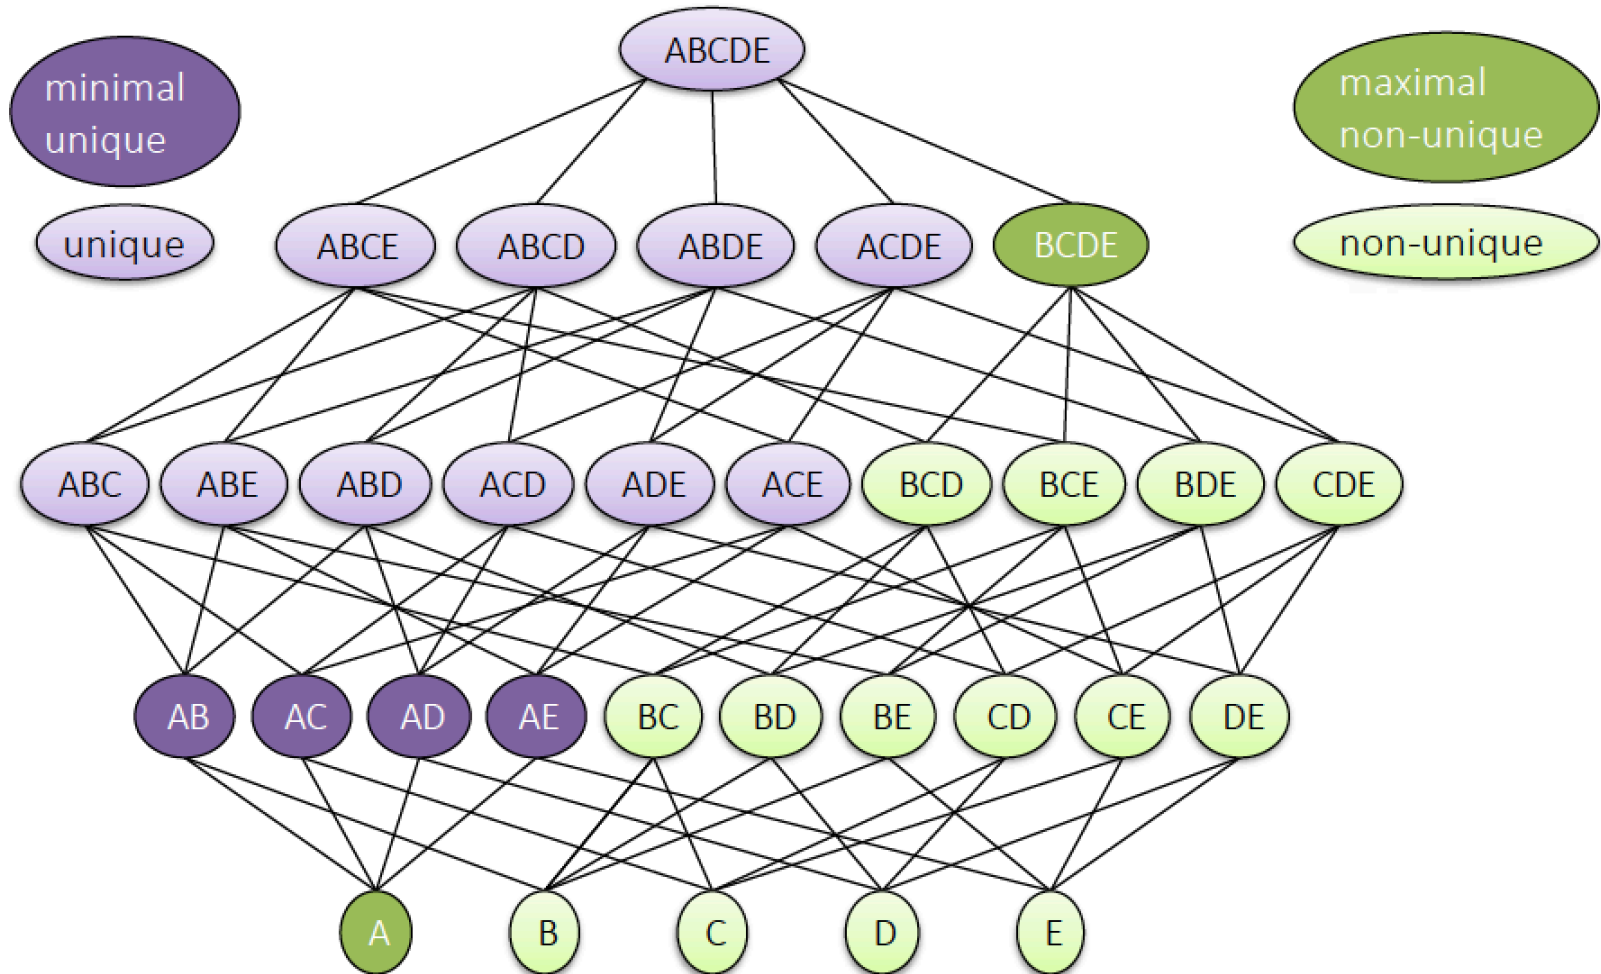 ABCDE
minimal
unique
maximal
non-unique
unique
ABCE ABCD ABDE ACDE BCDE
non-unique
ABC ABE ABD ACD ADE ACE BCD BCE BDE CDE
AB AC AD AE BC BD BE CD CE DE
A B C D E